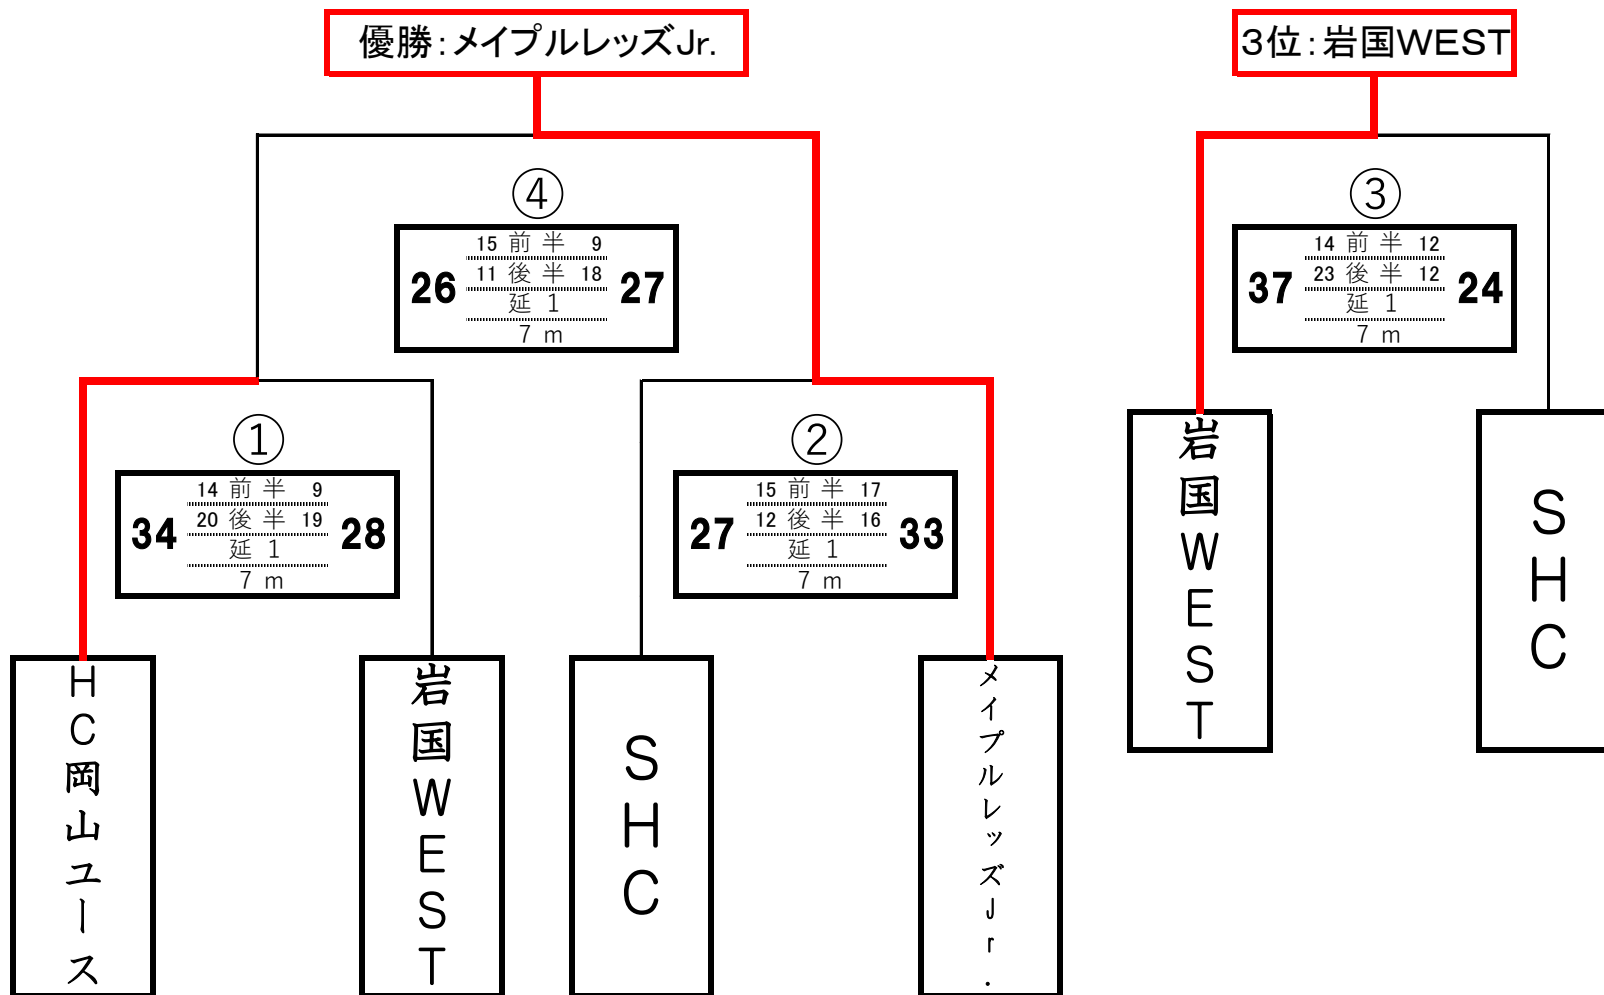 優勝：メイプルレッズJr.
3位：岩国WEST
④
15 前半 9
26 11 後半 18 27
延 1
7 m
③
14 前半 12
37 23 後半 12 24
延 1
7 m
①
14 前半 9
34 20 後半 19 28
延 1
7 m
②
15 前半 17
27 12 後半 16 33
延 1
7 m
岩国WEST
SHC
HC岡山ユース
岩国WEST
SHC
メイプルレッズJr.